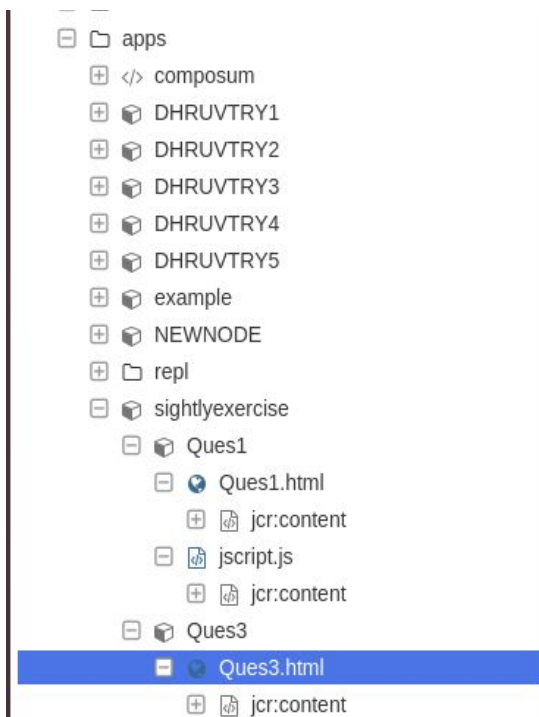 apps
composum
DHRUVTRY1
DHRUVTRY2
DHRUVTRY3
DHRUVTRY4
DHRUVTRY5
example
NEWNODE
repl
sightlyexercise
Ques1
Ques1.html
jcr:content
jscript.js
jcr:content
Ques3
Ques3.html
jcr:content